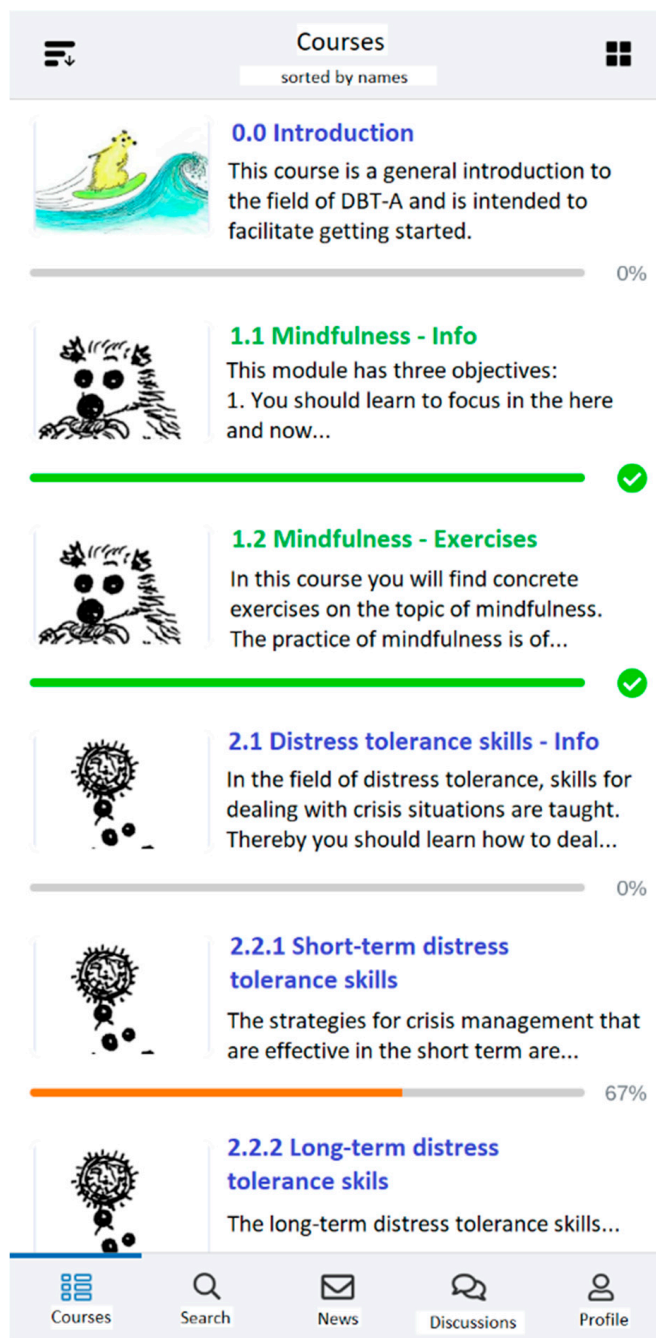 Courses
sorted by names
0.0 Introduction
This course is a general introduction to
the field of DBT-A and is intended to
facilitate getting started.
0%
1.1 Mindfulness - Info
This module has three objectives:
1. You should learn to focus in the here
and now...
1.2 Mindfulness - Exercises
In this course you will find concrete
exercises on the topic of mindfulness.
The practice of mindfulness is of...
2.1 Distress tolerance skills - Info
In the field of distress tolerance, skills for
dealing with crisis situations are taught.
Thereby you should learn how to deal...
0%
2.2.1 Short-term distress
tolerance skills
The strategies for crisis management that
are effective in the short term are...
67%
2.2.2 Long-term distress
tolerance skils
The long-term distress tolerance skills...
Courses
Search
News
Discussions
Profile